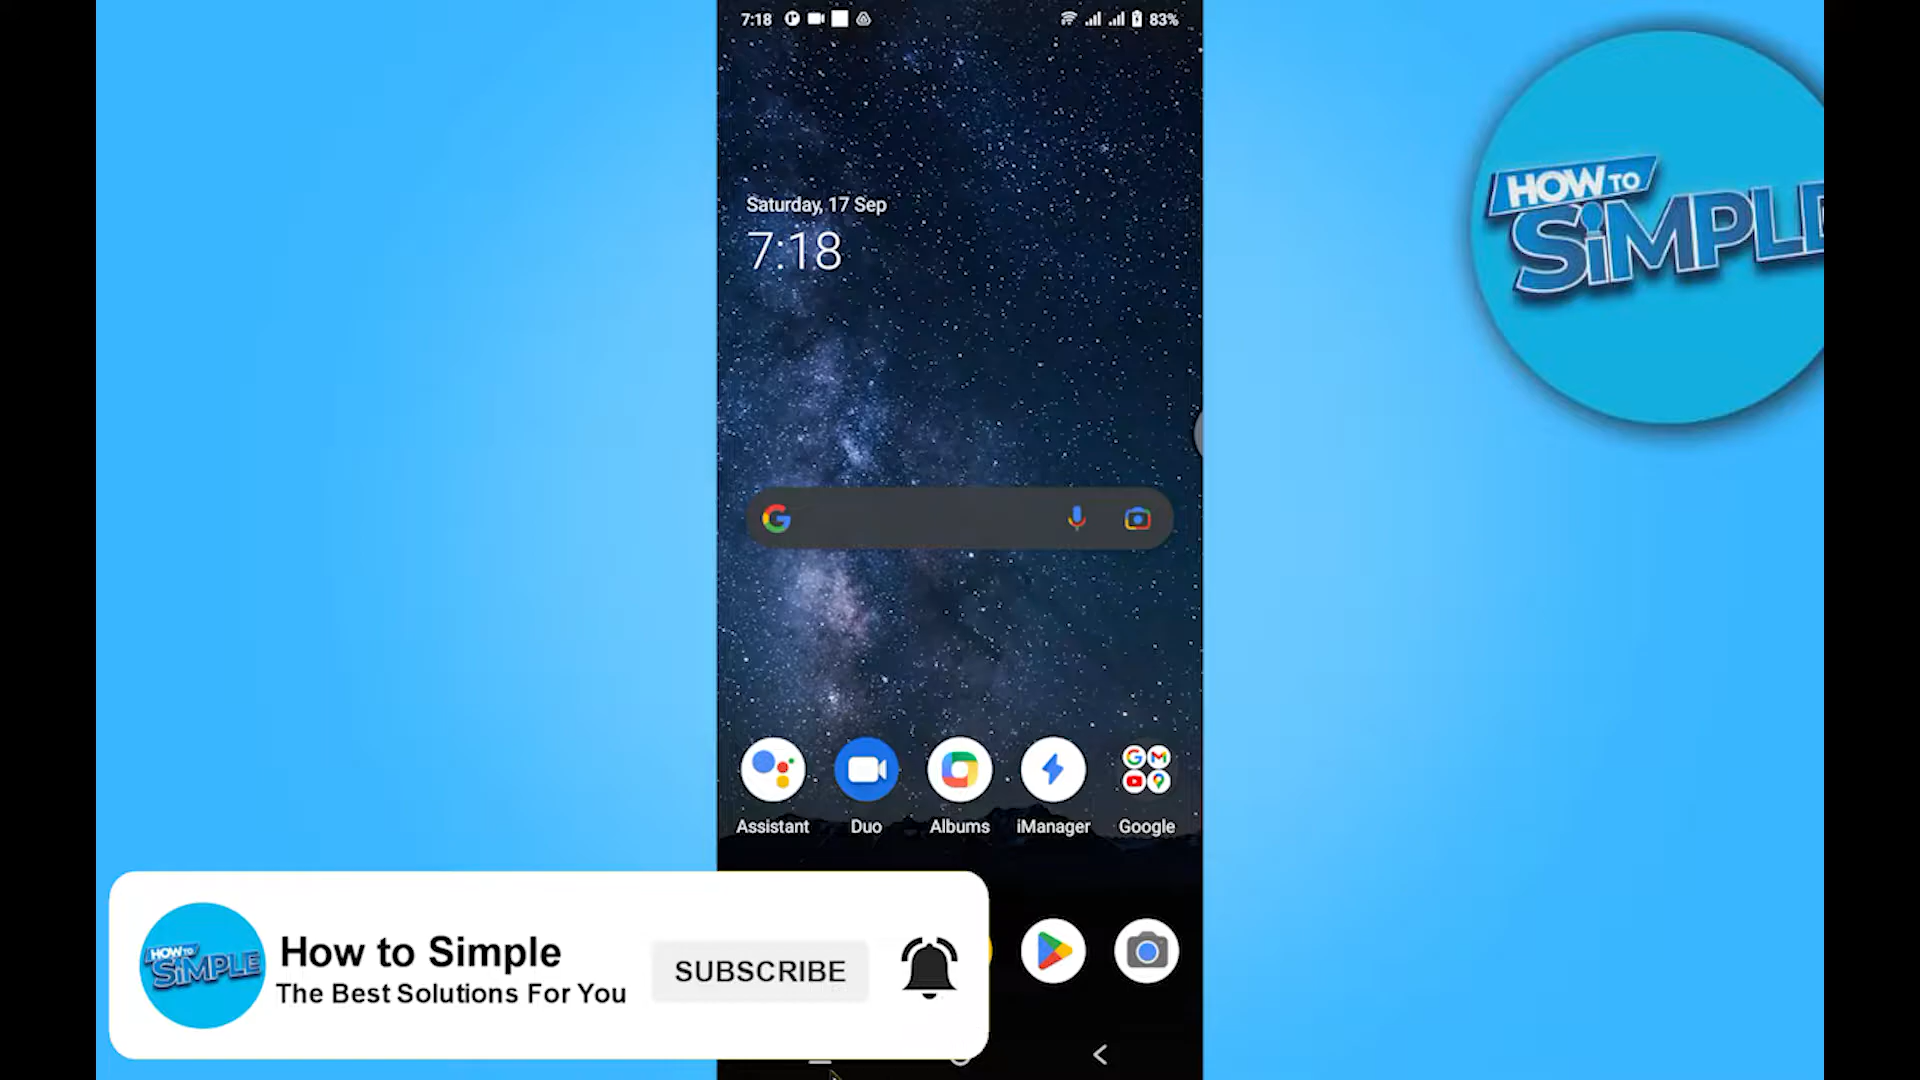 7:18
83%
HOW TO
SiMPLE
Saturday, 17 Sep
7:18
Assistant
Duo
Albums
iManager
Google
HOW TO
SiMPLE
How to Simple
The Best Solutions For You
SUBSCRIBE